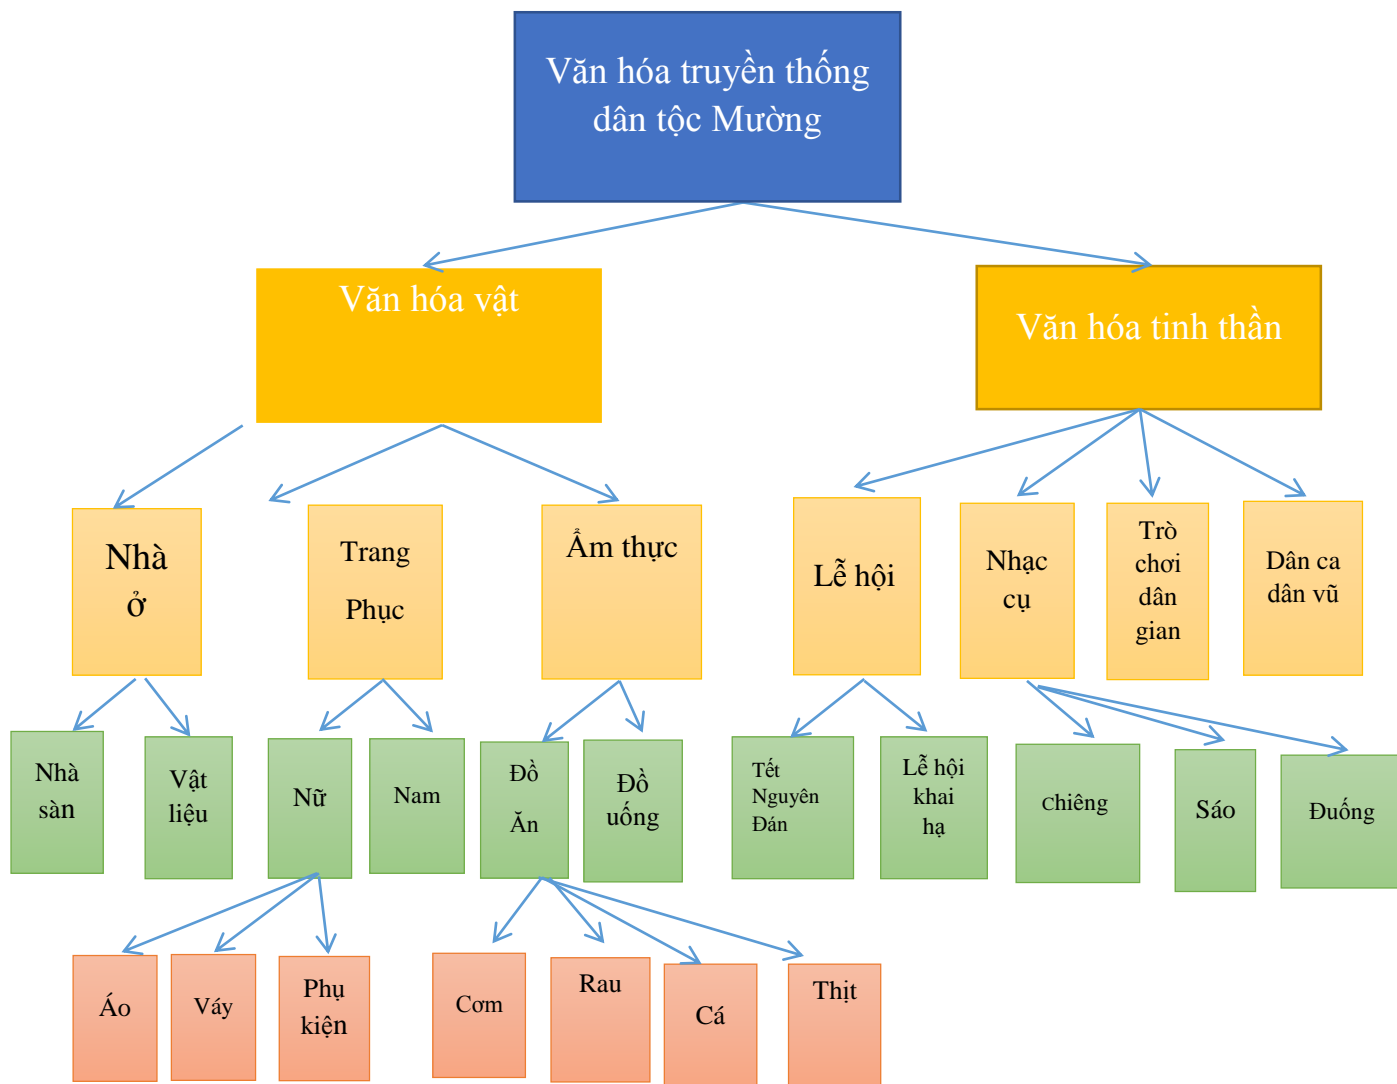 Văn hóa truyền thống
dân tộc Mường
Văn hóa vật
Văn hóa tinh thần
Nhà
ở
Trang
Phục
Ẩm thực
Lễ hội
Nhạc
cụ
Trò
chơi
dân
gian
Dân ca
dân vũ
Nhà
sàn
Vật
liệu
Nữ
Nam
Đồ
Ăn
Đồ
uống
Tết
Nguyên
Đán
Lễ hội
khai
hạ
Chiêng
Sáo
Đuống
Áo
Váy
Phụ
kiện
Cơm
Rau
Cá
Thịt